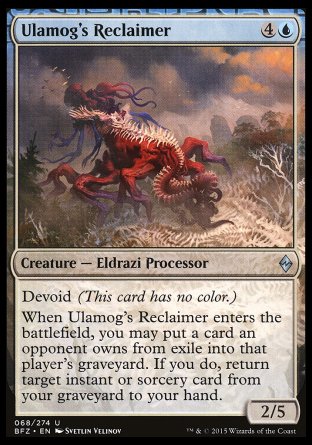 Ulamog's Reclaimer 4
Creature — Eldrazi Processor
Devoid (This card has no color.)
When Ulamog's Reclaimer enters the
battlefield, you may put a card an
opponent owns from exile into that
player's graveyard. If you do, return
target instant or sorcery card from
your graveyard to your hand.
2/5
068/274 U
BFZ • EN Svetlin Velinov
™ & © 2015 Wizards of the Coast